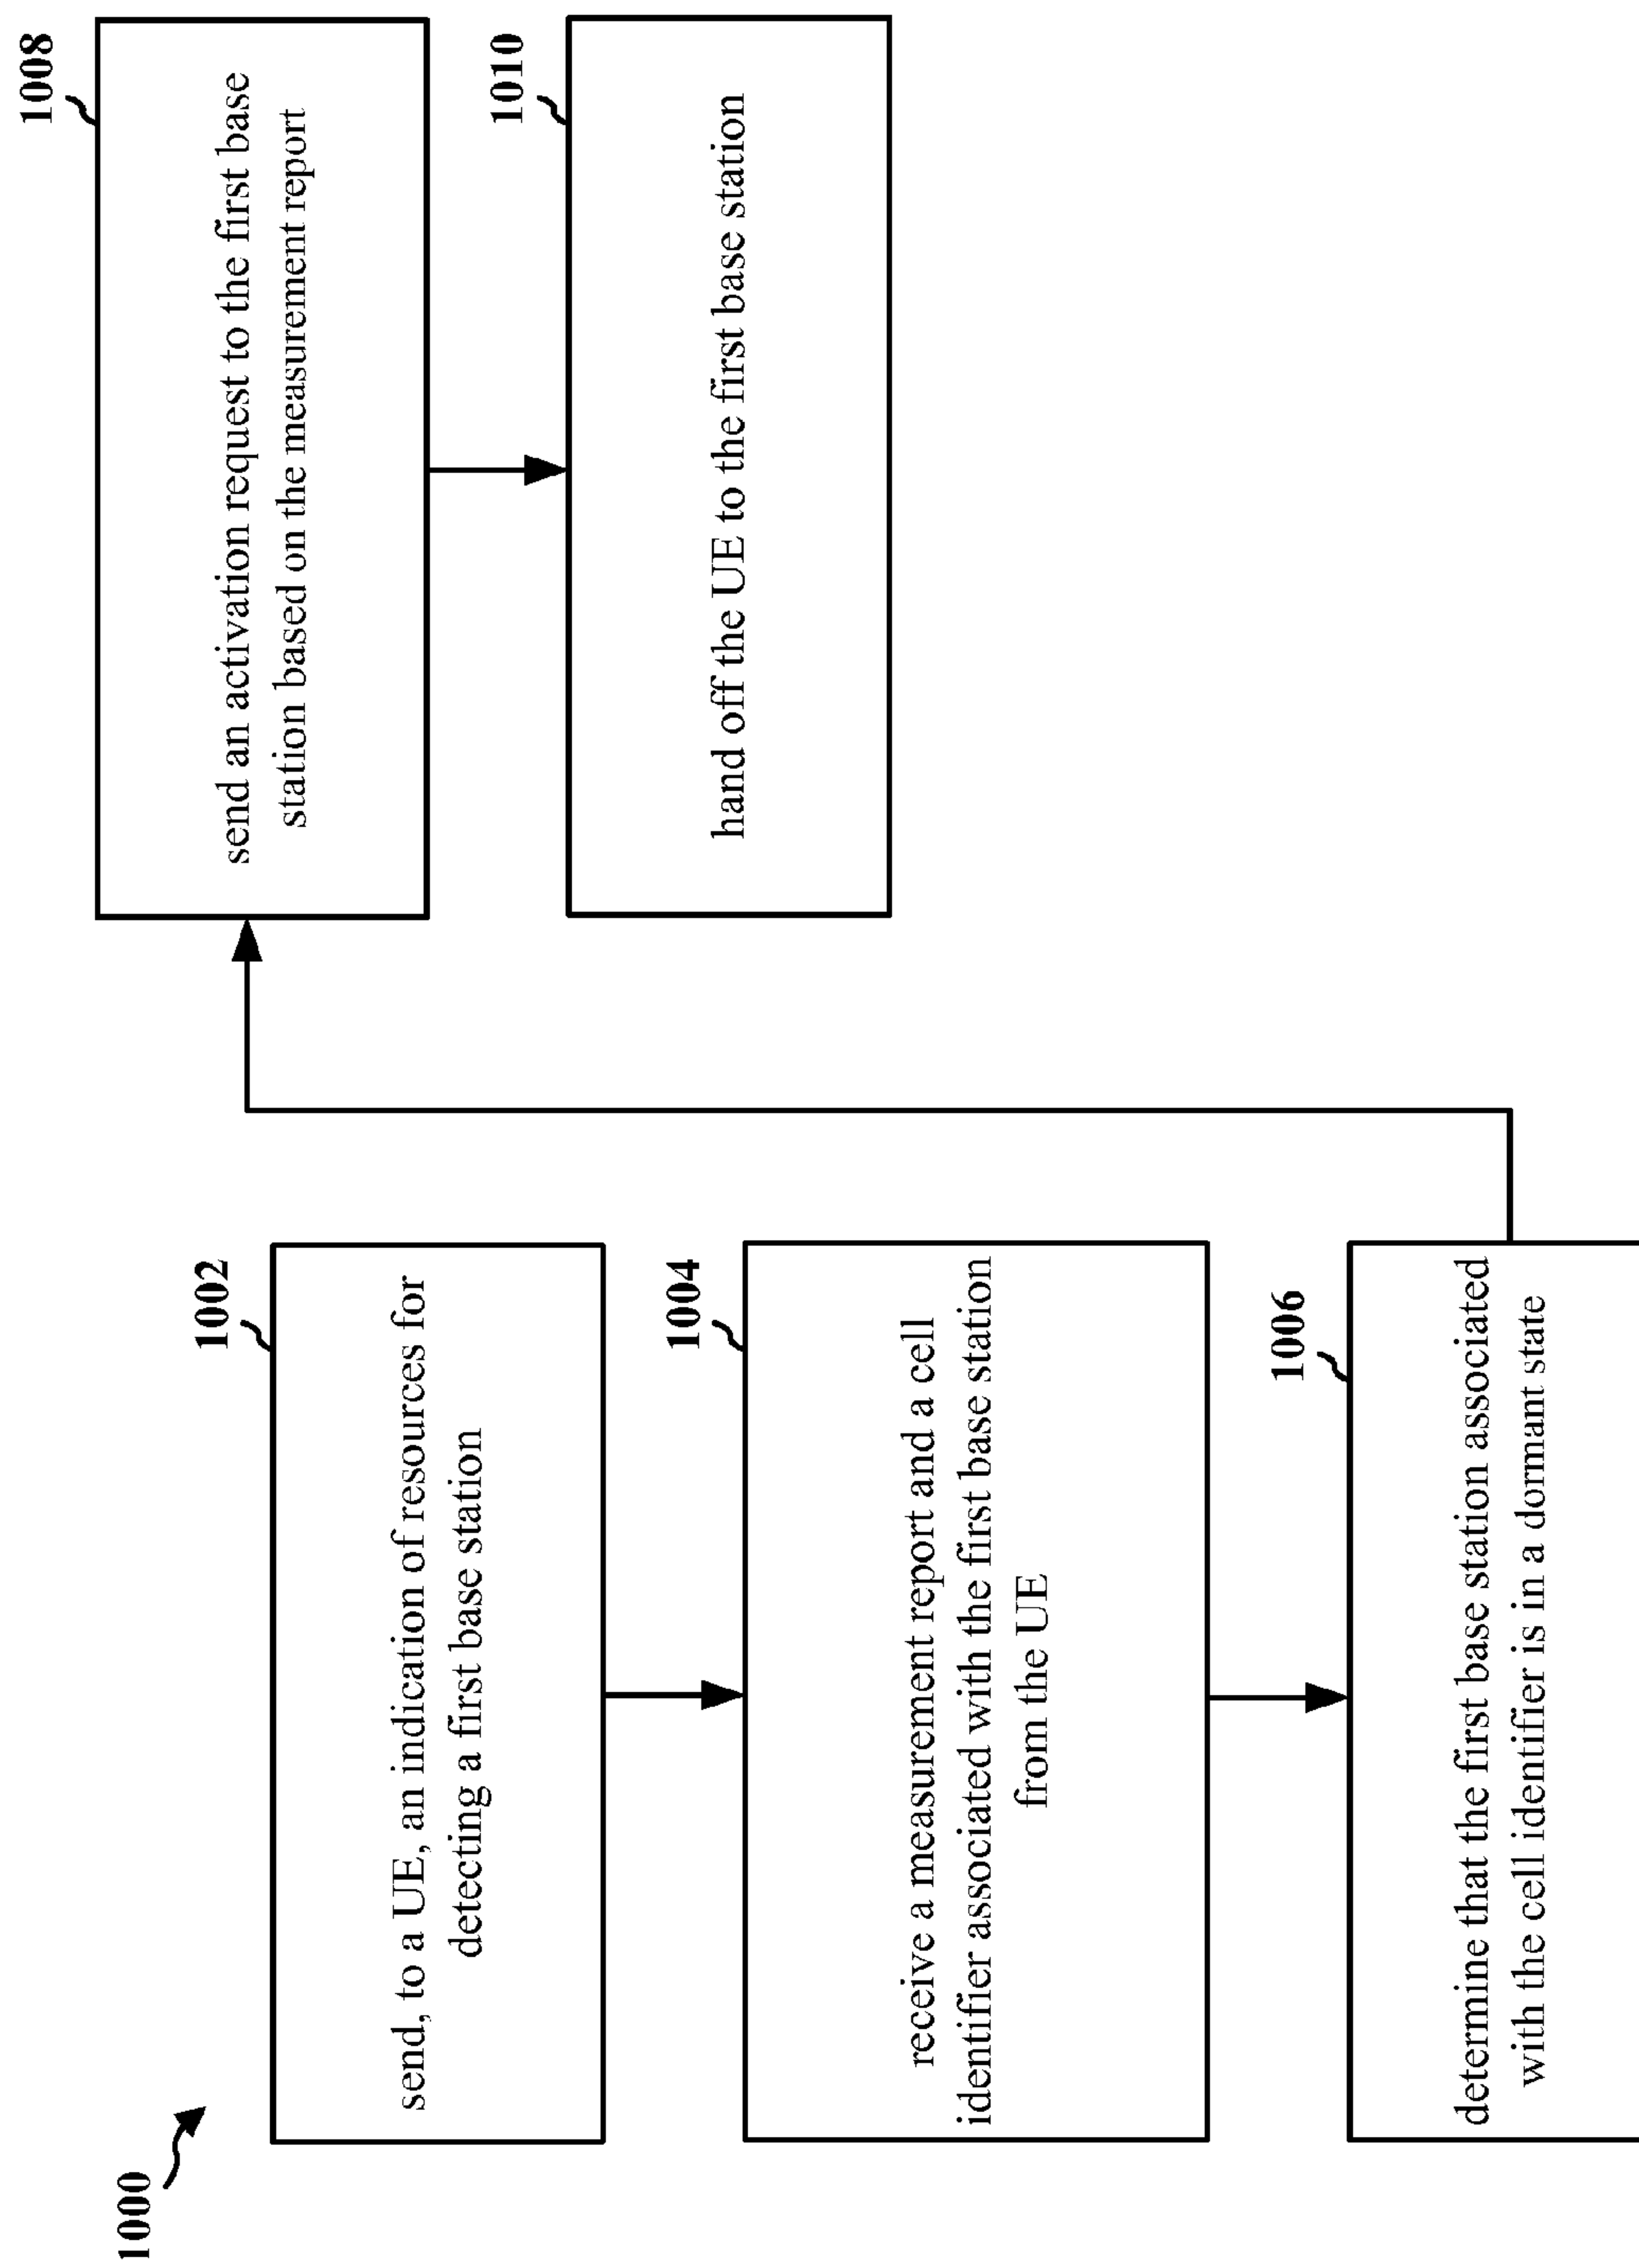 1000
1002
send, to a UE, an indication of resources for
detecting a first base station
1004
receive a measurement report and a cell
identifier associated with the first base station
from the UE
1006
determine that the first base station associated
with the cell identifier is in a dormant state
1008
send an activation request to the first base
station based on the measurement report
1010
hand off the UE to the first base station